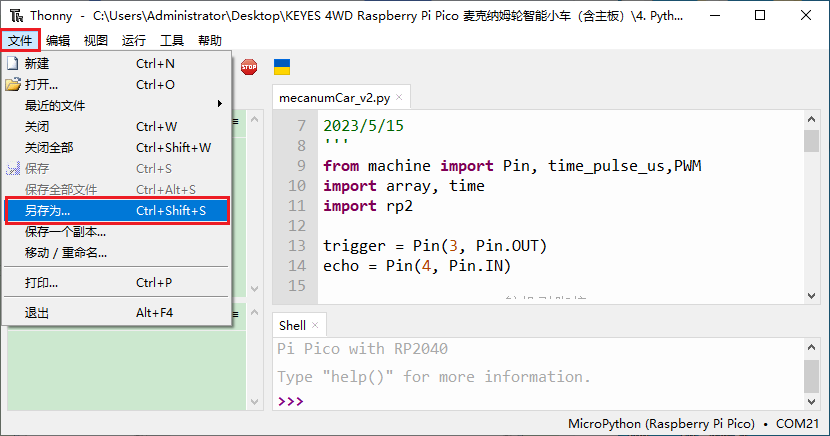 Thonny - C:\Users\Administrator\Desktop\KEYES 4WD Raspberry Pi Pico 麦克纳姆轮智能小车（含主板）\4. Pyth...
文件 编辑 视图 运行 工具 帮助
新建 Ctrl+N
打开... Ctrl+O
最近的文件
关闭 Ctrl+W
关闭全部 Ctrl+Shift+W
保存 Ctrl+S
保存全部文件 Ctrl+Alt+S
另存为... Ctrl+Shift+S
保存一个副本...
移动 / 重命名...
打印... Ctrl+P
退出 Alt+F4
STOP
mecanumCar_v2.py
7 2023/5/15
8 '''
9 from machine import Pin, time_pulse_us,PWM
10 import array, time
11 import rp2
12
13 trigger = Pin(3, Pin.OUT)
14 echo = Pin(4, Pin.IN)
15
Shell
Pi Pico with RP2040
Type "help()" for more information.
>>>
MicroPython (Raspberry Pi Pico) • COM21